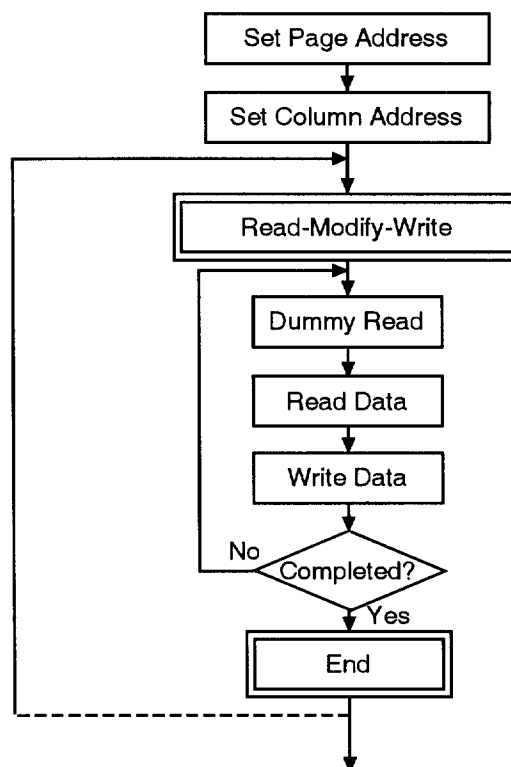 Set Page Address
Set Column Address
Read-Modify-Write
Dummy Read
Read Data
Write Data
No
Completed?
Yes
End